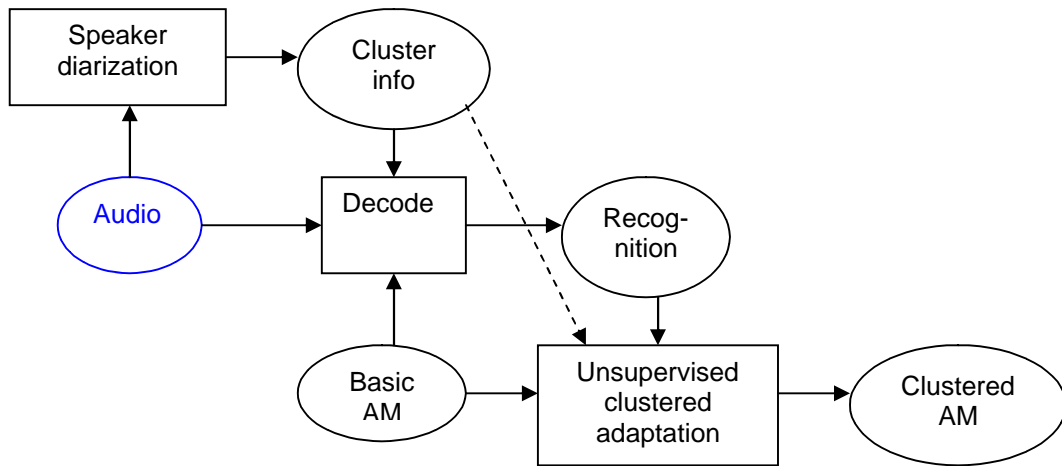 Speaker
diarization
Cluster
info
Audio
Decode
Recog-
nition
Basic
AM
Unsupervised
clustered
adaptation
Clustered
AM